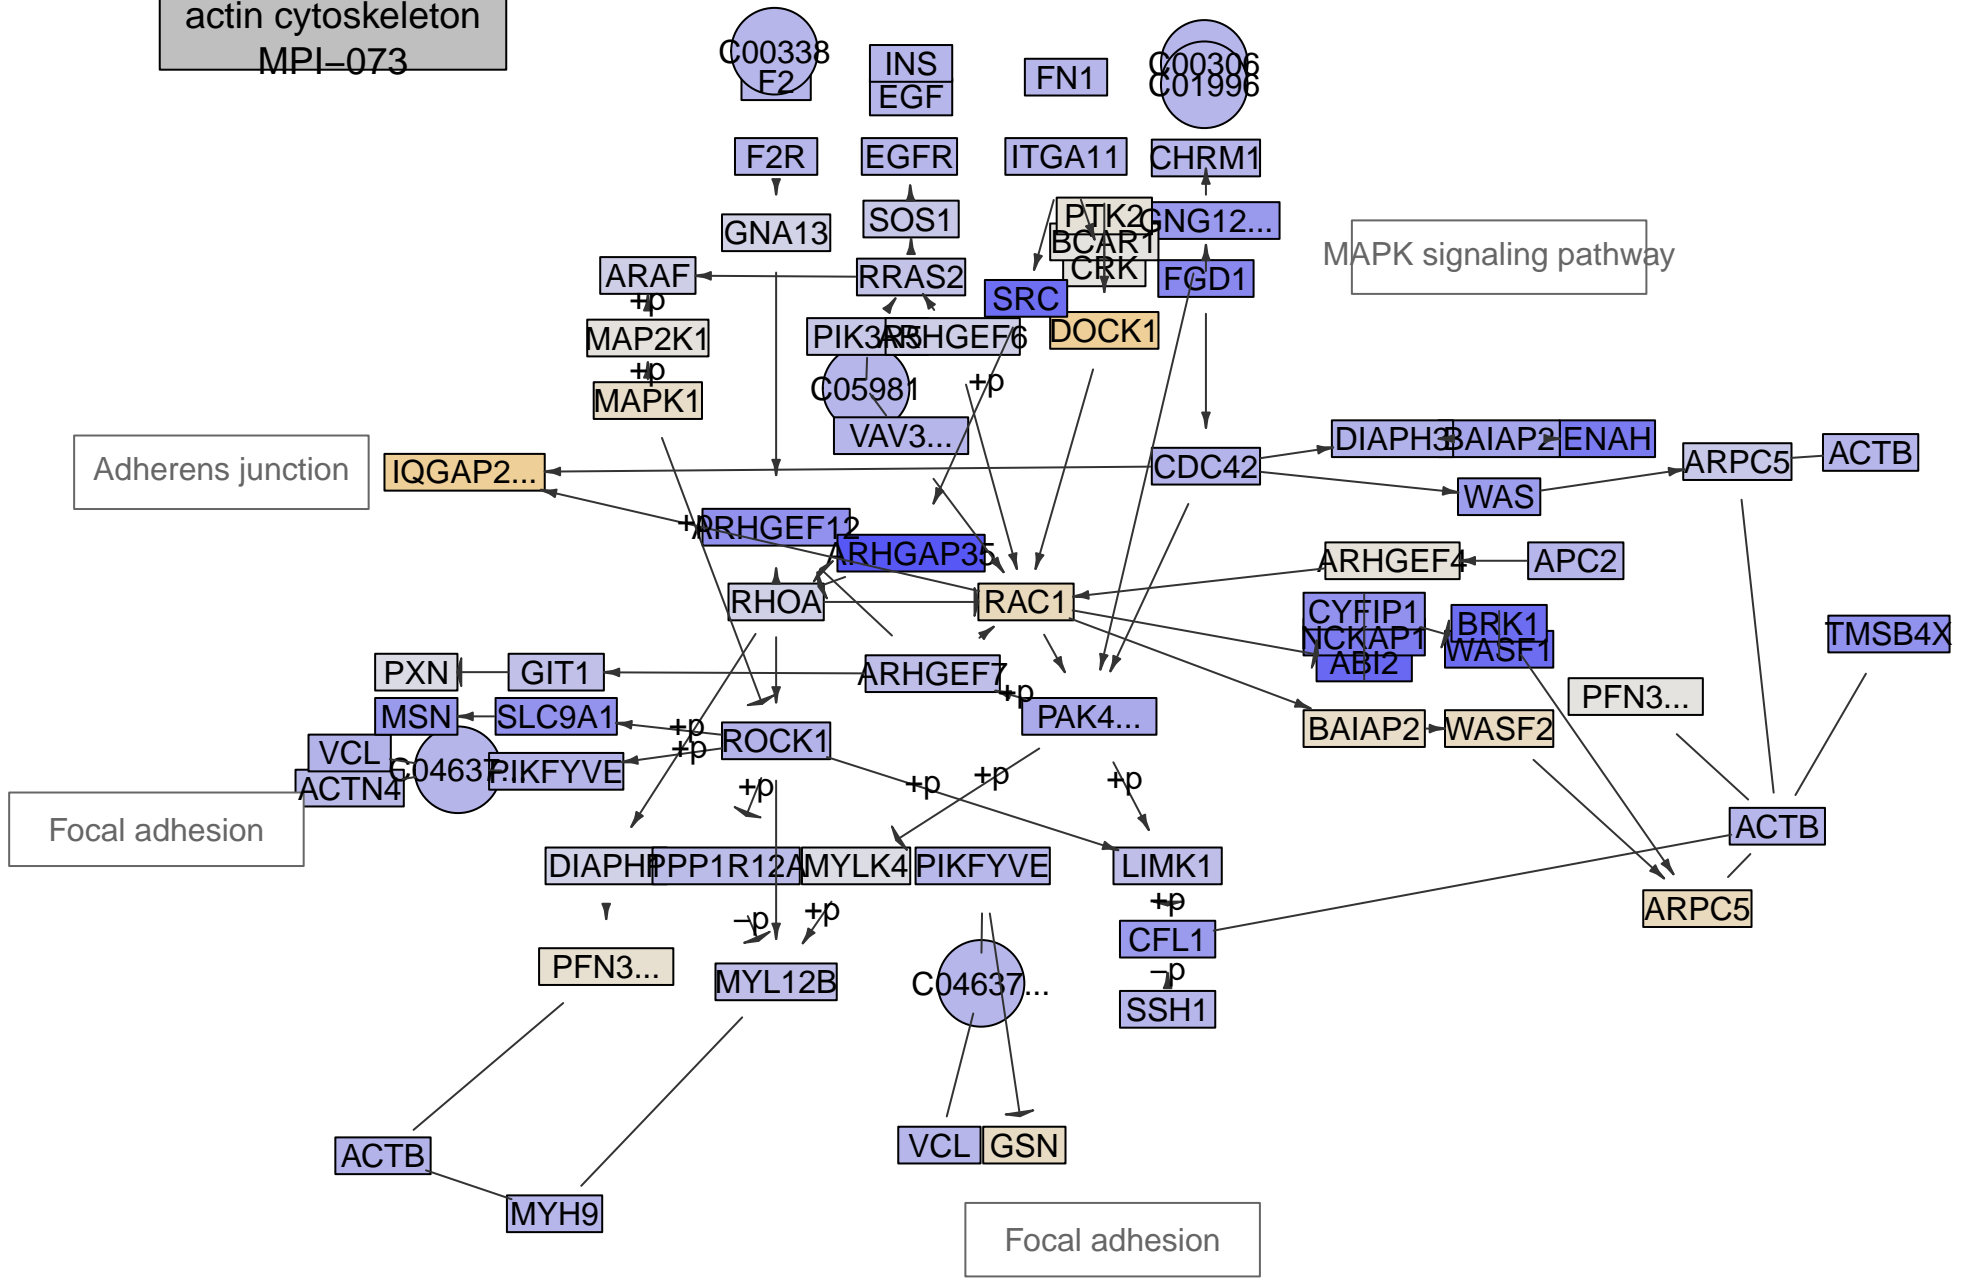 actin cytoskeleton
MPI−073
C00338
F2
INS
EGF
FN1
C00306
C01996
F2R
EGFR
ITGA11
CHRM1
GNA13
SOS1
PTK2
GNG12...
BCAR1
CRK
MAPK signaling pathway
ARAF
RRAS2
SRC
FGD1
+p
MAP2K1
PIK3R5
ARHGEF6
DOCK1
+p
MAPK1
C05981
+p
VAV3...
Adherens junction
IQGAP2...
CDC42
DIAPH3
BAIAP2
ENAH
ARPC5
ACTB
WAS
+p
ARHGEF12
ARHGAP35
ARHGEF4
APC2
RHOA
RAC1
CYFIP1
NCKAP1
ABI2
BRK1
WASF1
TMSB4X
PXN
GIT1
ARHGEF7
+p
PFN3...
MSN
SLC9A1
+p
ROCK1
PAK4...
BAIAP2
WASF2
VCL
ACTN4
C04637...
PIKFYVE
+p
+p
+p
+p
+p
Focal adhesion
ACTB
PPP1R12A
MYLK4
PIKFYVE
LIMK1
−p
+p
+p
ARPC5
CFL1
PFN3...
MYL12B
C04637...
−p
SSH1
ACTB
VCL
GSN
MYH9
Focal adhesion